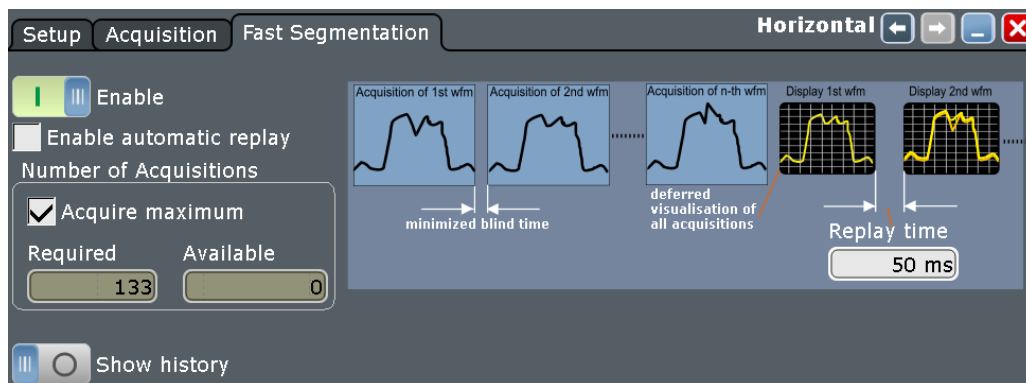 Setup Acquisition Fast Segmentation Horizontal
Enable
Enable automatic replay
Number of Acquisitions
Acquire maximum
Required Available
133 0
Show history
Acquisition of 1st wfm Acquisition of 2nd wfm Acquisition of n-th wfm Display 1st wfm Display 2nd wfm
minimized blind time
deferred
visualisation of
all acquisitions
Replay time
50 ms